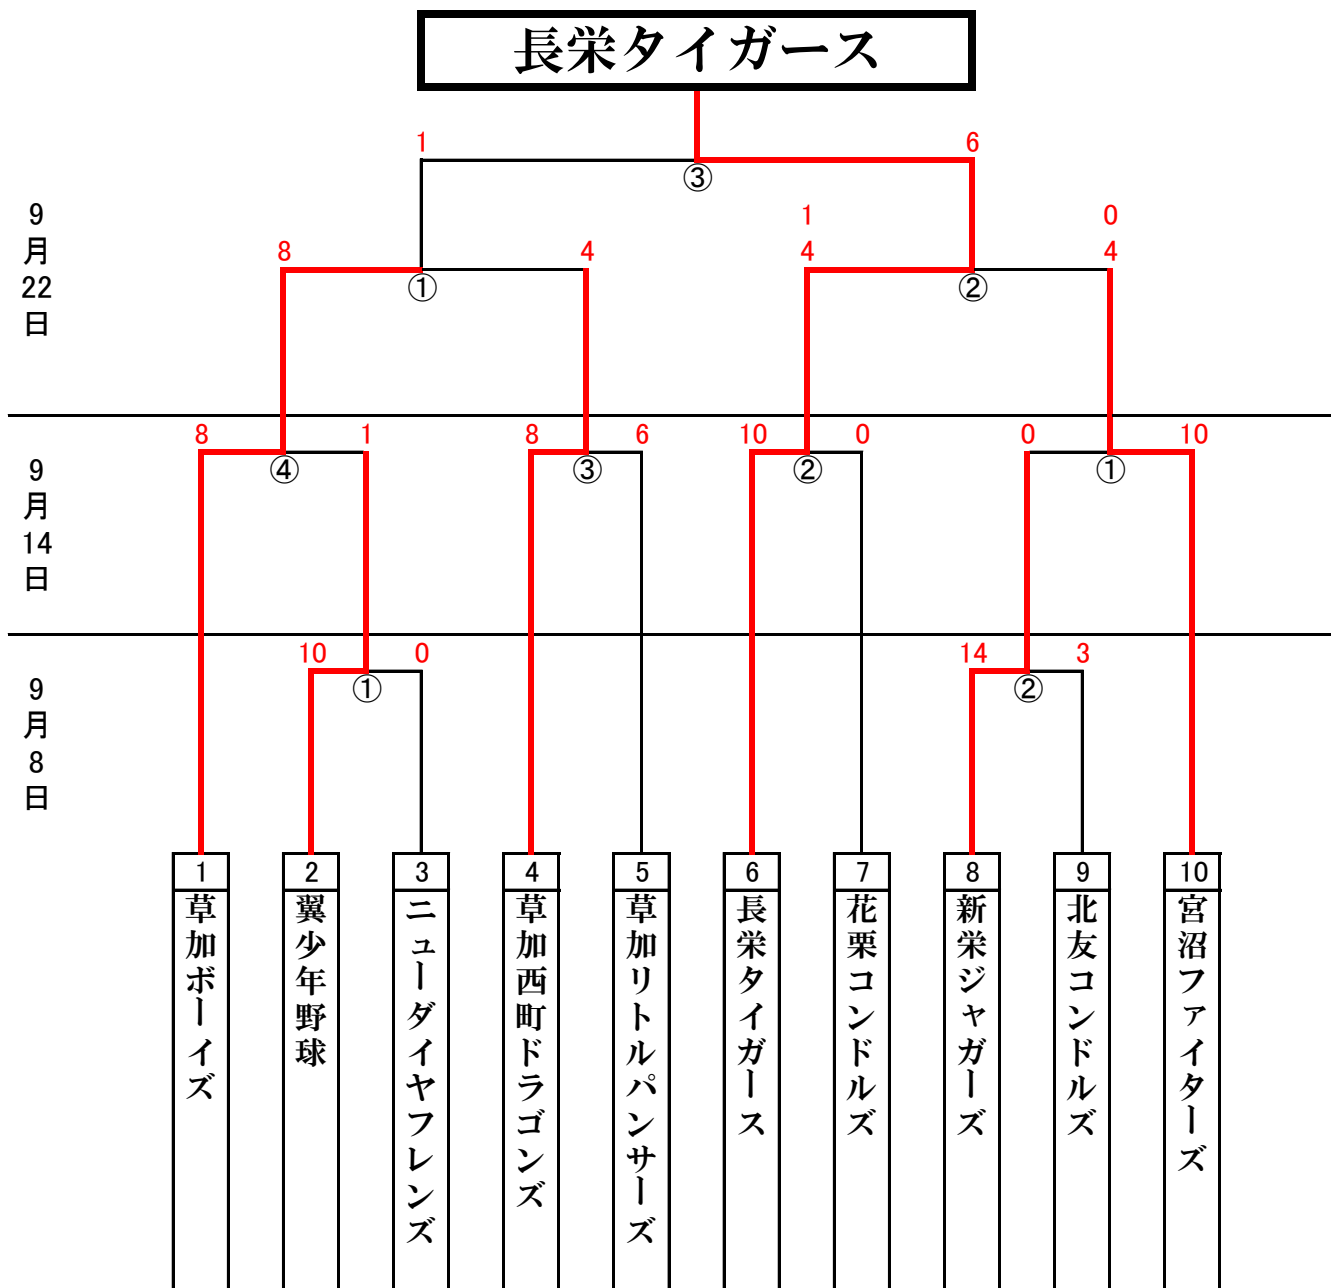 長栄タイガース
1 6
③
1 0
8 4 4 4
① ②
9月22日
8 1 8 6 10 0 0 10
④ ③ ② ①
9月14日
10 0 14 3
① ②
9月8日
1 2 3 4 5 6 7 8 9 10
草加ボーイズ
翼少年野球
ニューダイヤフレンズ
草加西町ドラゴンズ
草加リトルパンサーズ
長栄タイガース
花栗コンドルズ
新栄ジャガーズ
北友コンドルズ
宮沼ファイターズ